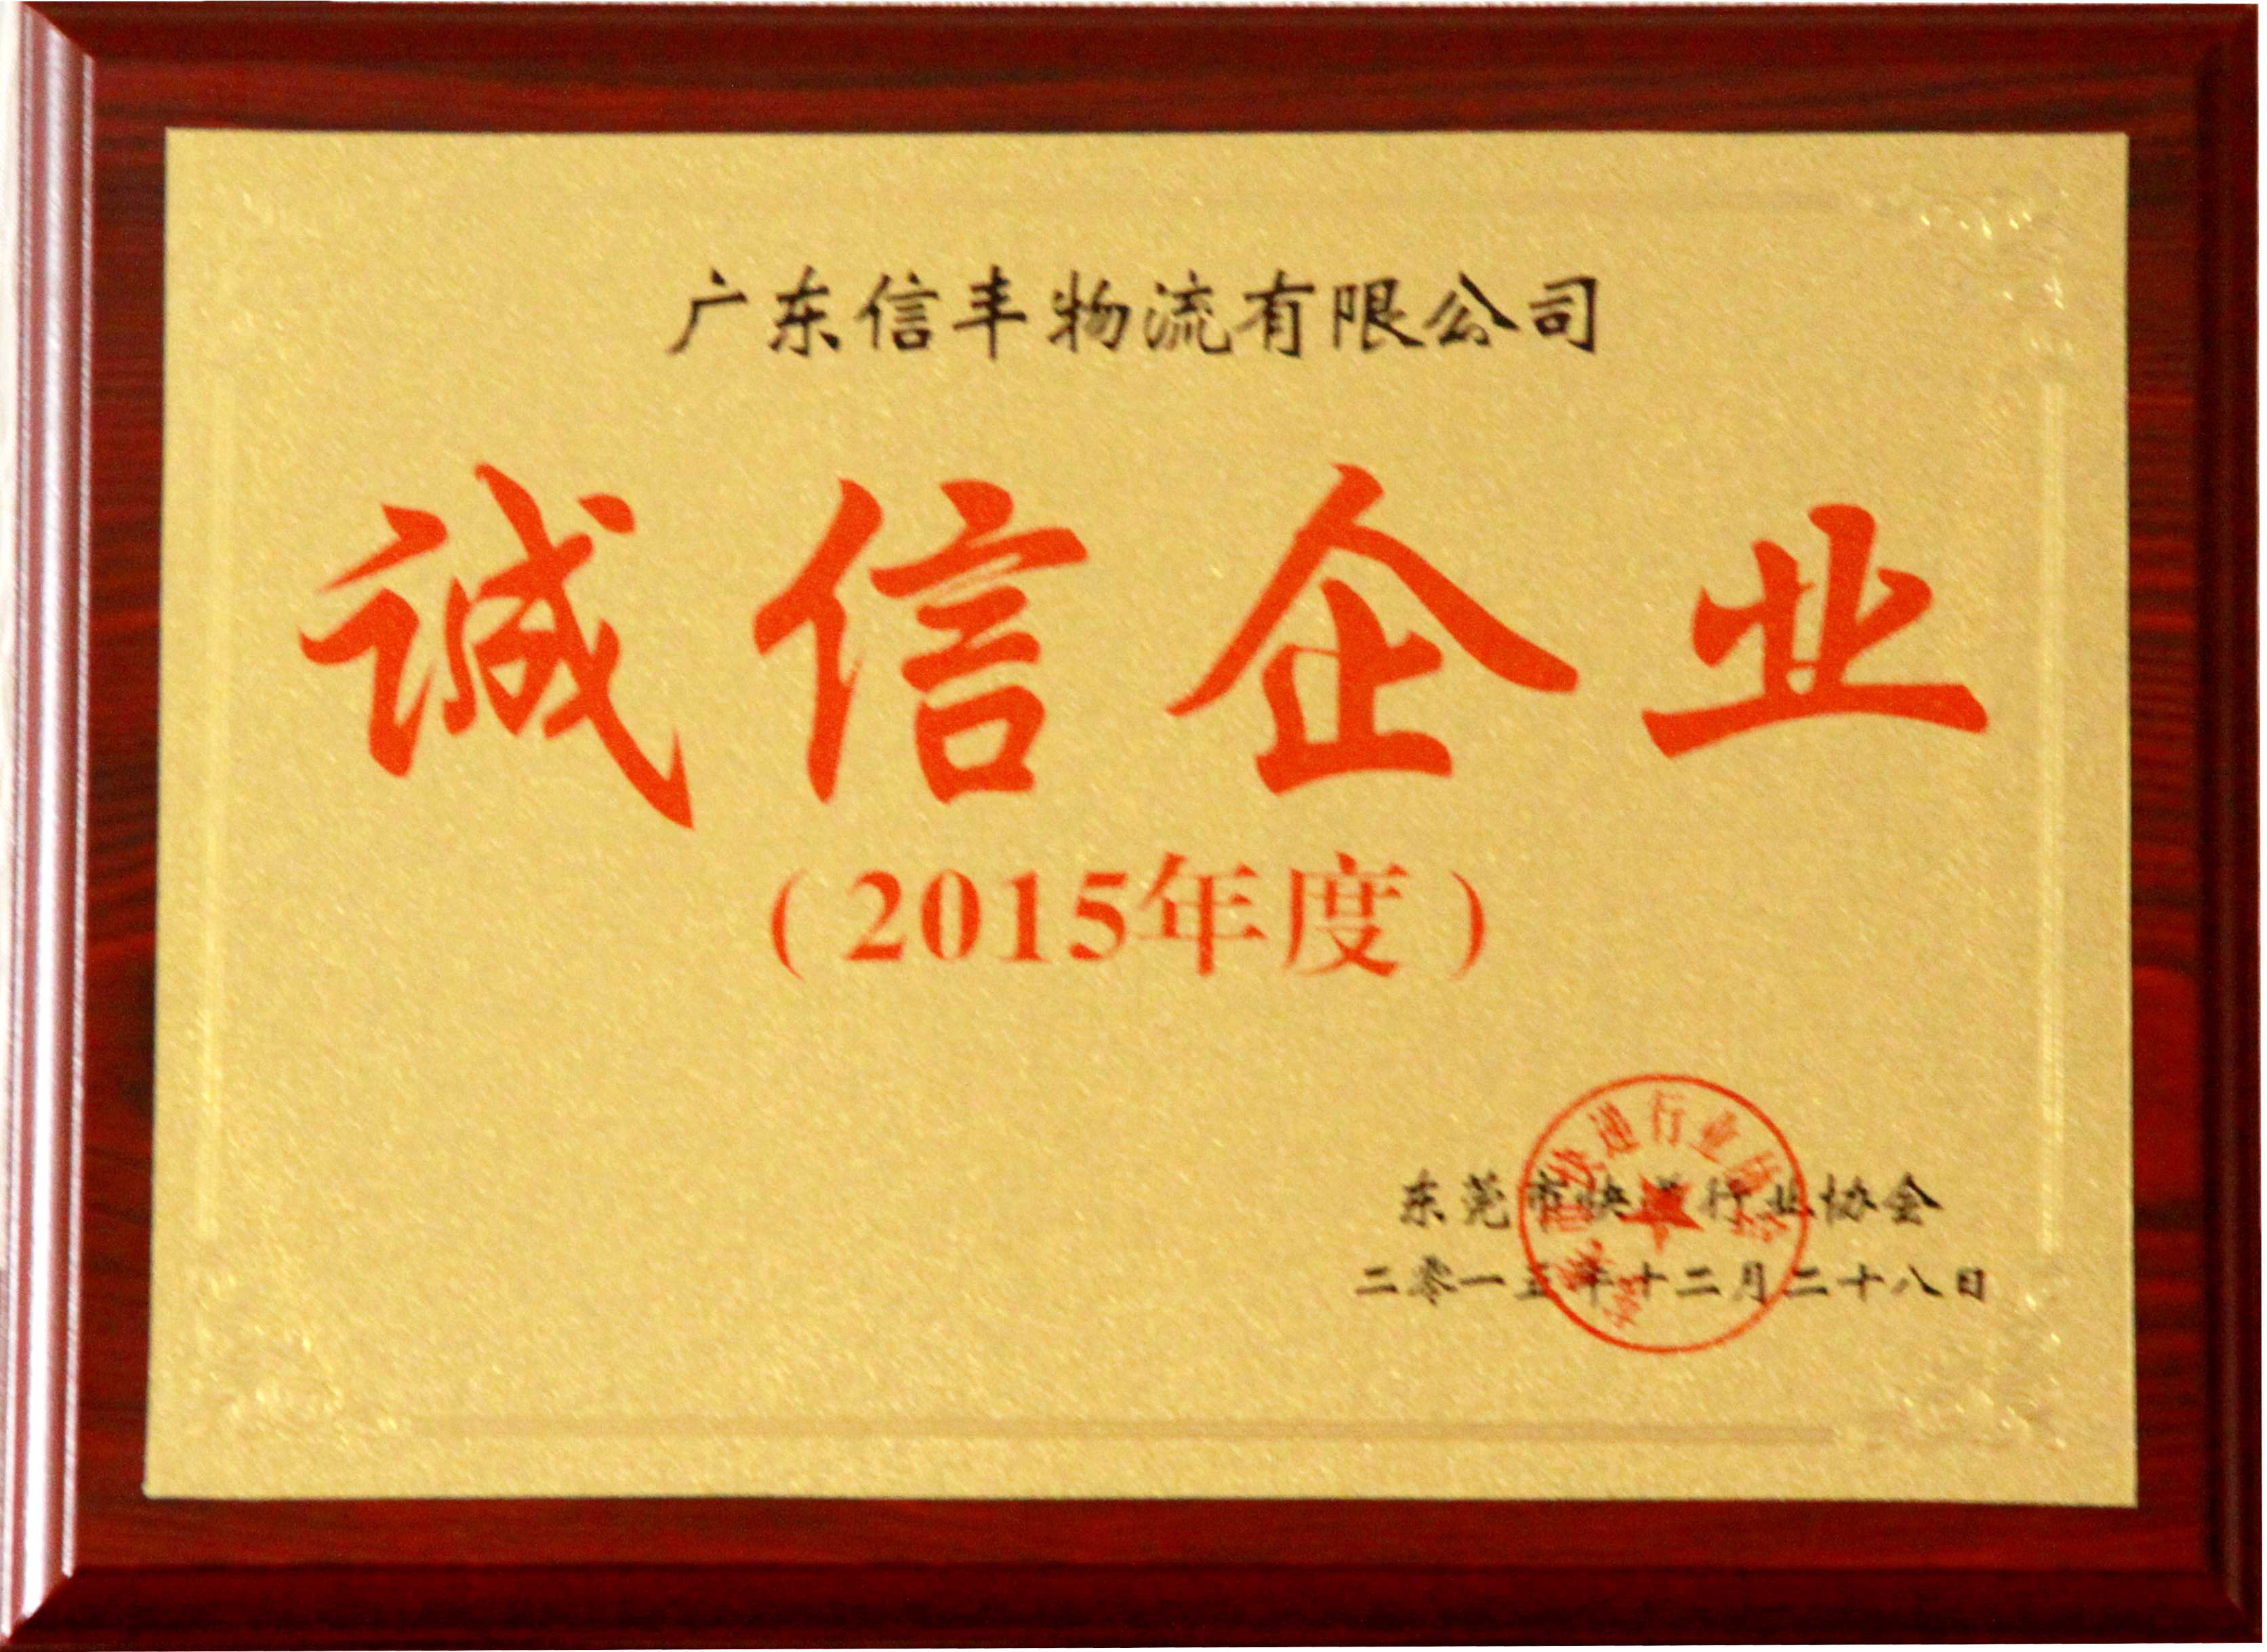 广东信丰物流有限公司
诚信企业
（2015年度）
东莞市快递行业协会
二零一五年十二月二十八日